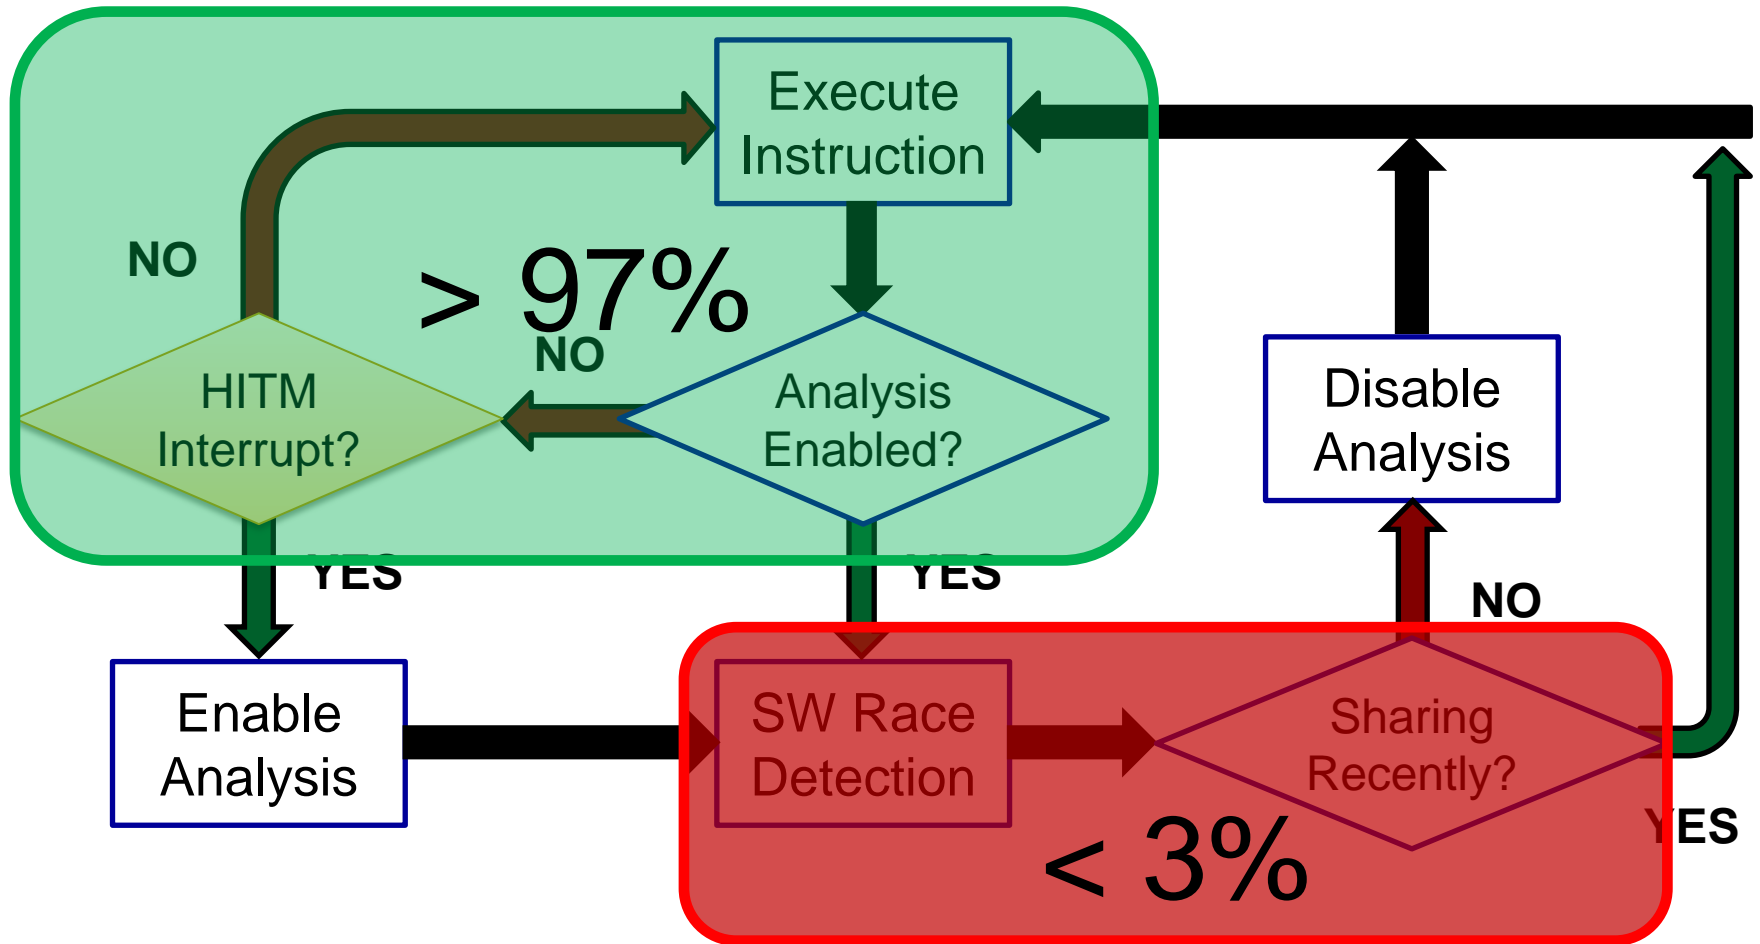 Execute
Instruction
NO
> 97%
NO
HITM
Interrupt?
Analysis
Enabled?
Disable
Analysis
YES
YES
NO
Enable
Analysis
SW Race
Detection
Sharing
Recently?
YES
< 3%